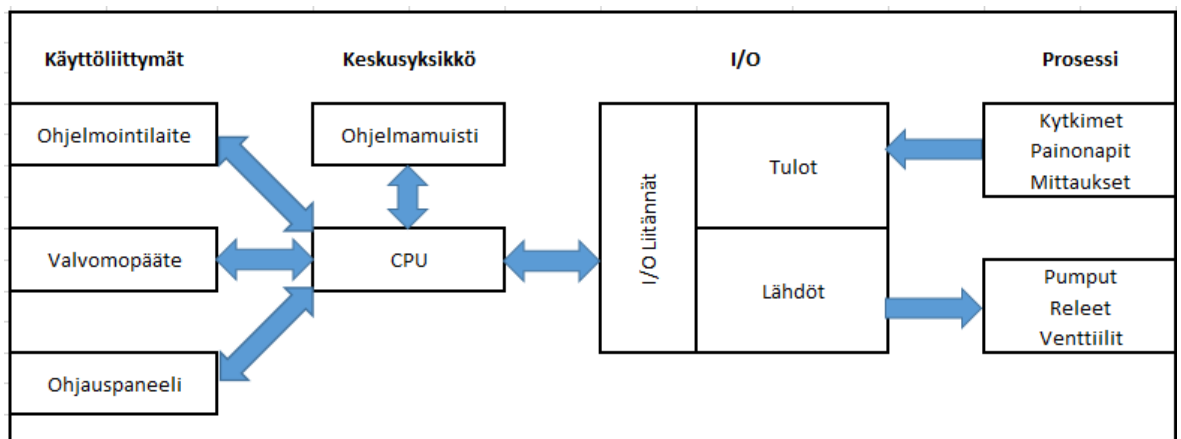 Käyttöliittymät
Keskusyksikkö
I/O
Prosessi
Ohjelmointilaite
Ohjelmamuisti
I/O Liitännät
Tulot
Kytkimet
Painonapit
Mittaukset
Valvomopääte
CPU
Lähdöt
Pumput
Releet
Venttiilit
Ohjauspaneeli